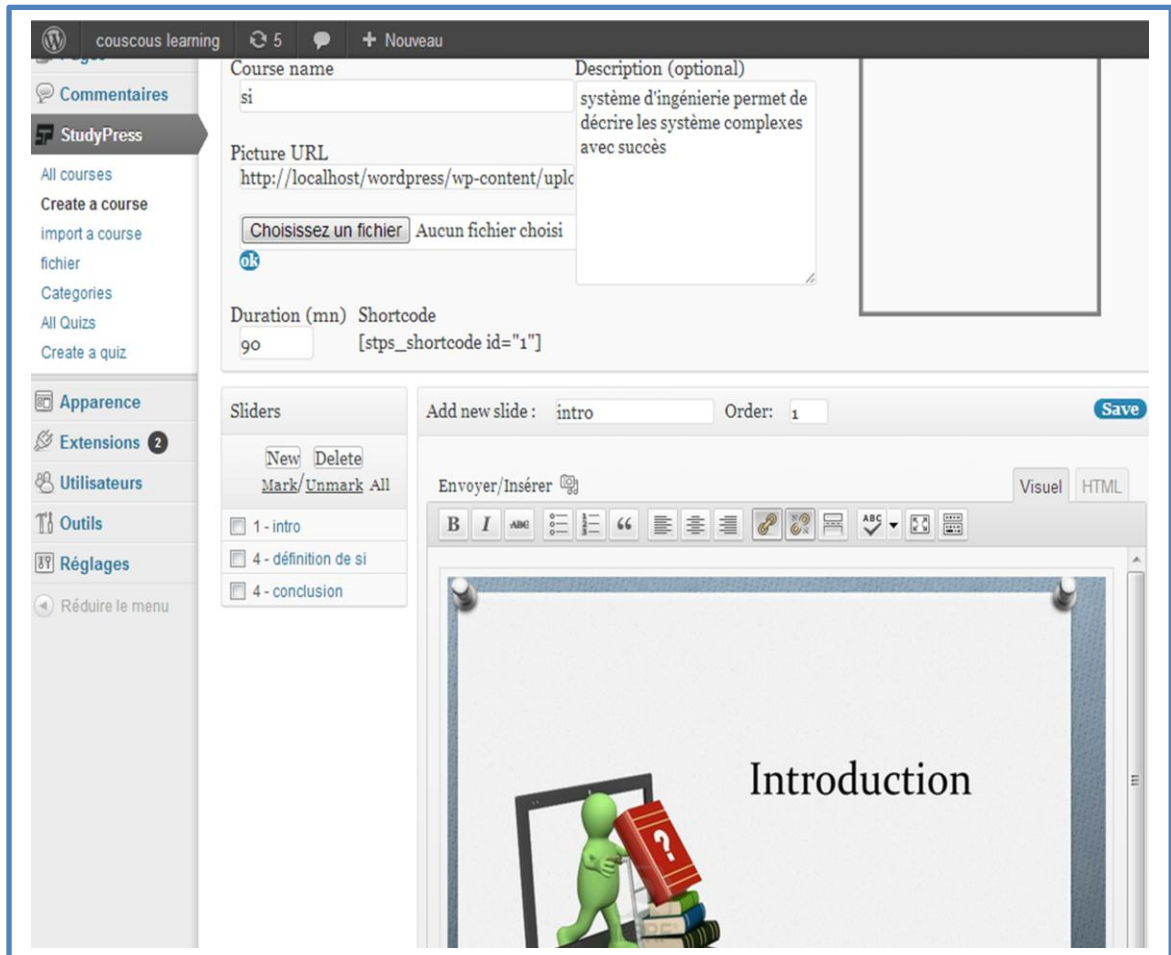 couscous learning 5 + Nouveau
Pages
Commentaires
StudyPress
All courses
Create a course
import a course
fichier
Categories
All Quizs
Create a quiz
Apparence
Extensions 2
Utilisateurs
Outils
Réglages
Réduire le menu
Course name
si
Picture URL
http://localhost/wordpress/wp-content/uplo
Choisissez un fichier Aucun fichier choisi
ok
Description (optional)
système d'ingénierie permet de
décrire les système complexes
avec succès
Duration (mn) Shortcode
90 [stps_shortcode id="1"]
Sliders
New Delete
Mark/Unmark All
1 - intro
4 - définition de si
4 - conclusion
Add new slide : intro Order: 1 Save
Envoyer/Insérer Visuel HTML
B I ABC ABC
Introduction
?